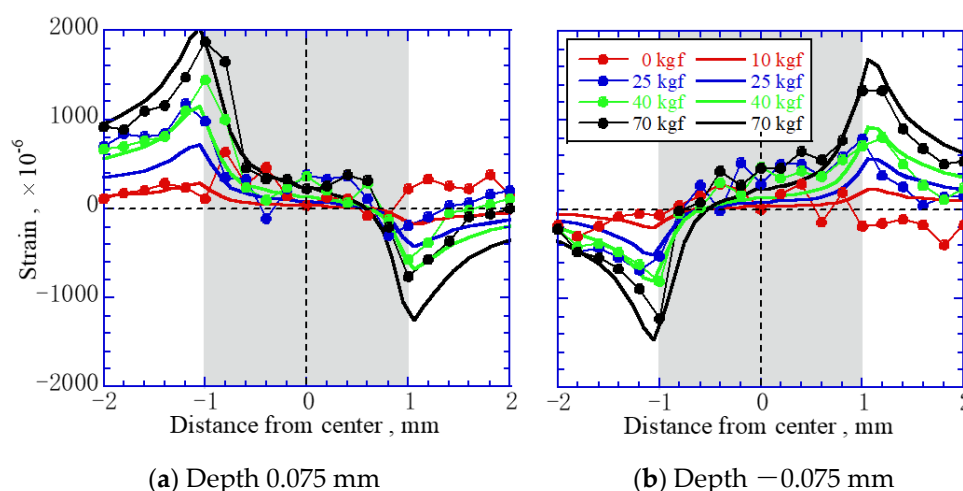 (a)
(b)
2000
1000
0
-1000
-2000
Strain , ×10⁻⁶
0 kgf 10 kgf
25 kgf 25 kgf
40 kgf 40 kgf
70 kgf 70 kgf
-2 -1 0 1 2
-2 -1 0 1 2
Distance from center , mm
Distance from center , mm
(a) Depth 0.075 mm
(b) Depth −0.075 mm